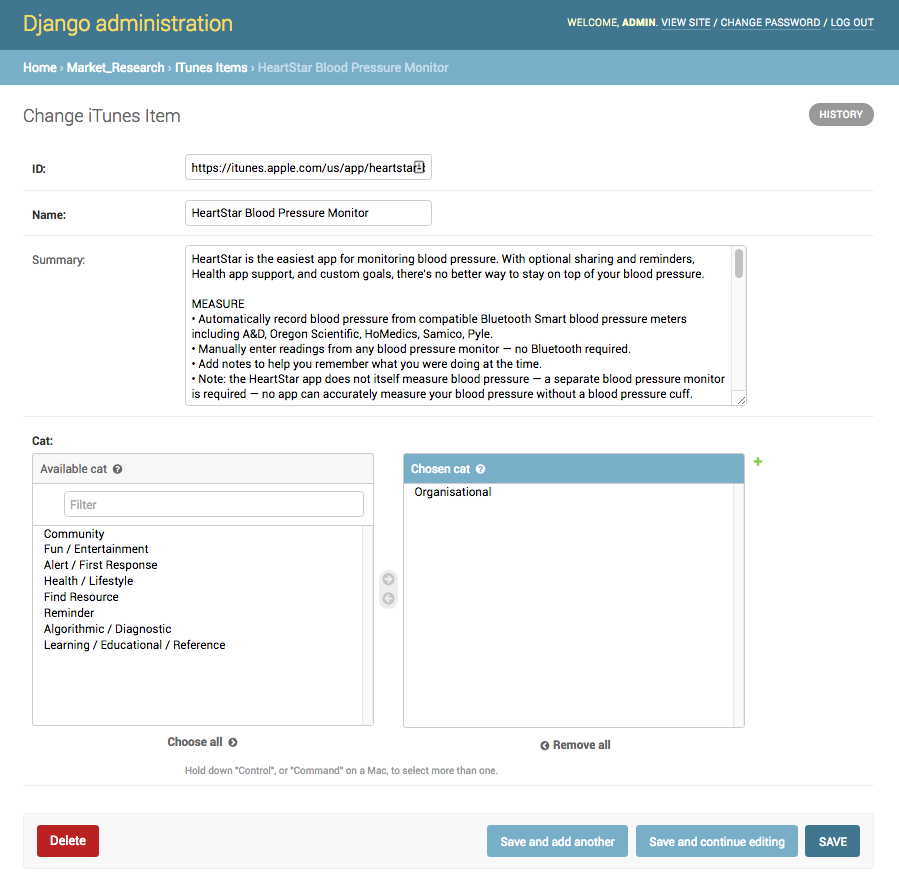 Django administration
WELCOME, ADMIN. VIEW SITE / CHANGE PASSWORD / LOG OUT
Home › Market_Research › ITunes Items › HeartStar Blood Pressure Monitor
Change iTunes Item
HISTORY
ID:
https://itunes.apple.com/us/app/heartstar
Name:
HeartStar Blood Pressure Monitor
Summary:
HeartStar is the easiest app for monitoring blood pressure. With optional sharing and reminders,
Health app support, and custom goals, there's no better way to stay on top of your blood pressure.
MEASURE
• Automatically record blood pressure from compatible Bluetooth Smart blood pressure meters
including A&D, Oregon Scientific, HoMedics, Samico, Pyle.
• Manually enter readings from any blood pressure monitor — no Bluetooth required.
• Add notes to help you remember what you were doing at the time.
• Note: the HeartStar app does not itself measure blood pressure — a separate blood pressure monitor
is required — no app can accurately measure your blood pressure without a blood pressure cuff.
Cat:
Available cat ?
Filter
Community
Fun / Entertainment
Alert / First Response
Health / Lifestyle
Find Resource
Reminder
Algorithmic / Diagnostic
Learning / Educational / Reference
Choose all
Chosen cat ?
Organisational
Remove all
Hold down "Control", or "Command" on a Mac, to select more than one.
Delete
Save and add another
Save and continue editing
SAVE